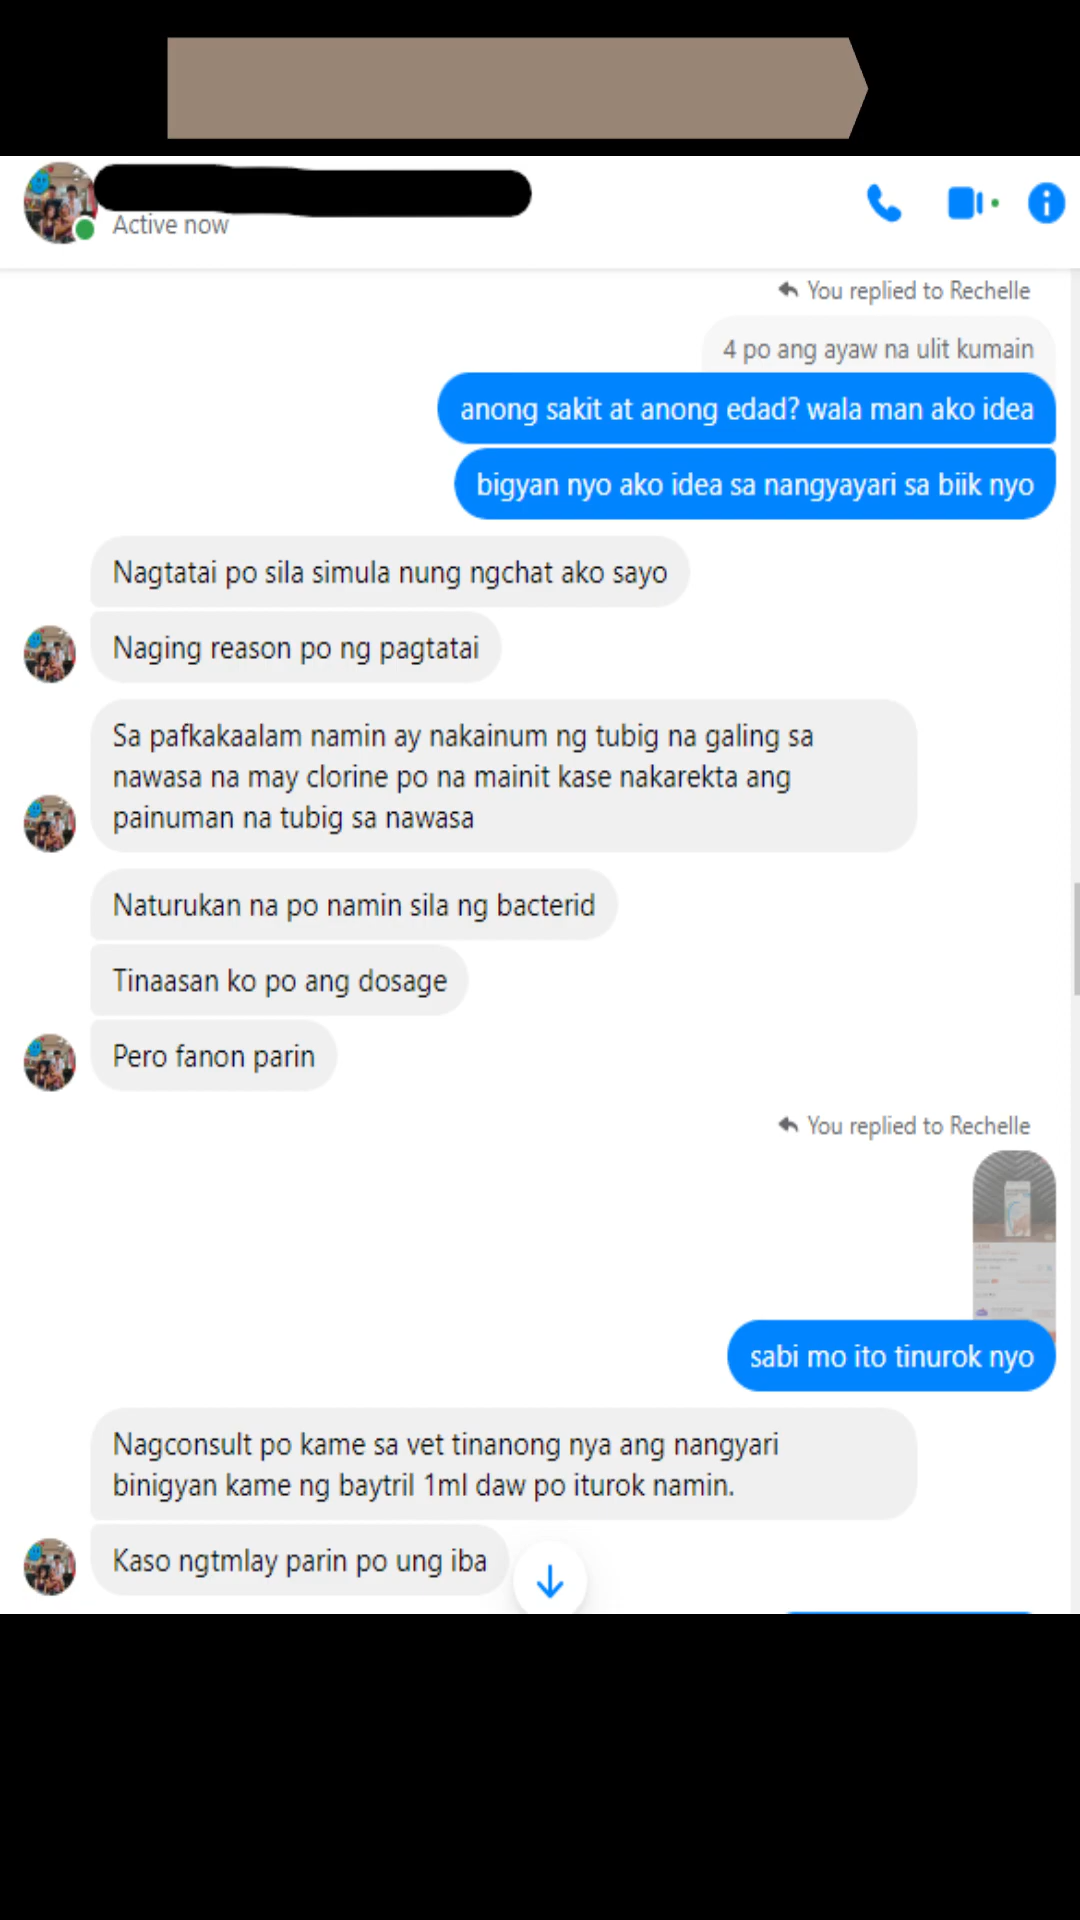 Active now
You replied to Rechelle
4 po ang ayaw na ulit kumain
anong sakit at anong edad? wala man ako idea
bigyan nyo ako idea sa nangyayari sa biik nyo
Nagtatai po sila simula nung ngchat ako sayo
Naging reason po ng pagtatai
Sa pafkakaalam namin ay nakainum ng tubig na galing sa
nawasa na may clorine po na mainit kase nakarekta ang
painuman na tubig sa nawasa
Naturukan na po namin sila ng bacterid
Tinaasan ko po ang dosage
Pero fanon parin
You replied to Rechelle
sabi mo ito tinurok nyo
Nagconsult po kame sa vet tinanong nya ang nangyari
binigyan kame ng baytril 1ml daw po iturok namin.
Kaso ngtmlay parin po ung iba